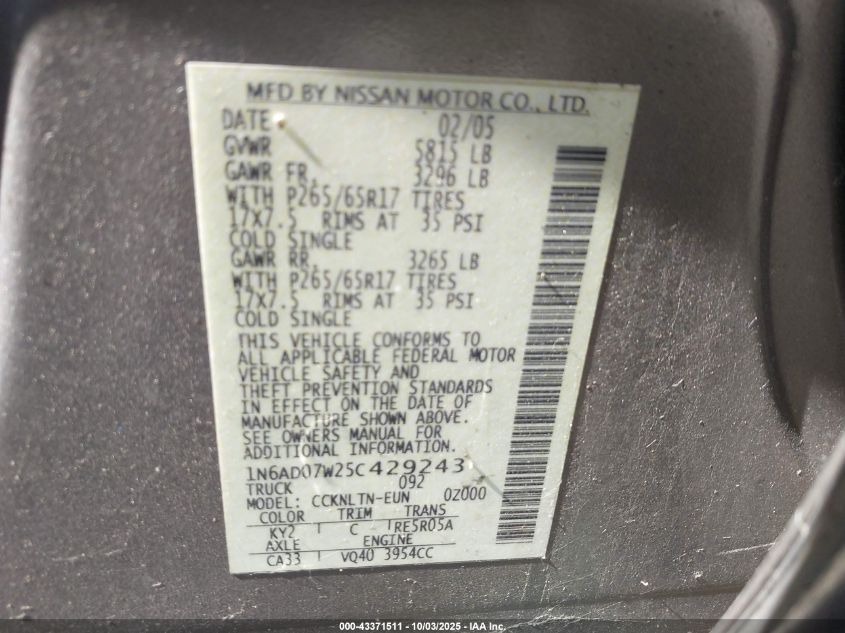 MFD BY NISSAN MOTOR CO., LTD.
DATE 02/05
GVWR 5815 LB
GAWR FR. 3296 LB
WITH P265/65R17 TIRES
17X7.5 RIMS AT 35 PSI
COLD SINGLE
GAWR RR. 3265 LB
WITH P265/65R17 TIRES
17X7.5 RIMS AT 35 PSI
COLD SINGLE
THIS VEHICLE CONFORMS TO
ALL APPLICABLE FEDERAL MOTOR
VEHICLE SAFETY AND
THEFT PREVENTION STANDARDS
IN EFFECT ON THE DATE OF
MANUFACTURE SHOWN ABOVE.
SEE OWNERS MANUAL FOR
ADDITIONAL INFORMATION.
1N6AD07W25C429243
TRUCK 092
MODEL: CCKNLTN-EUN 0Z000
COLOR TRIM TRANS
KY2 C RE5R05A
AXLE ENGINE
CA33 VQ40 3954CC
000-43371511 - 10/03/2025 - IAA Inc.